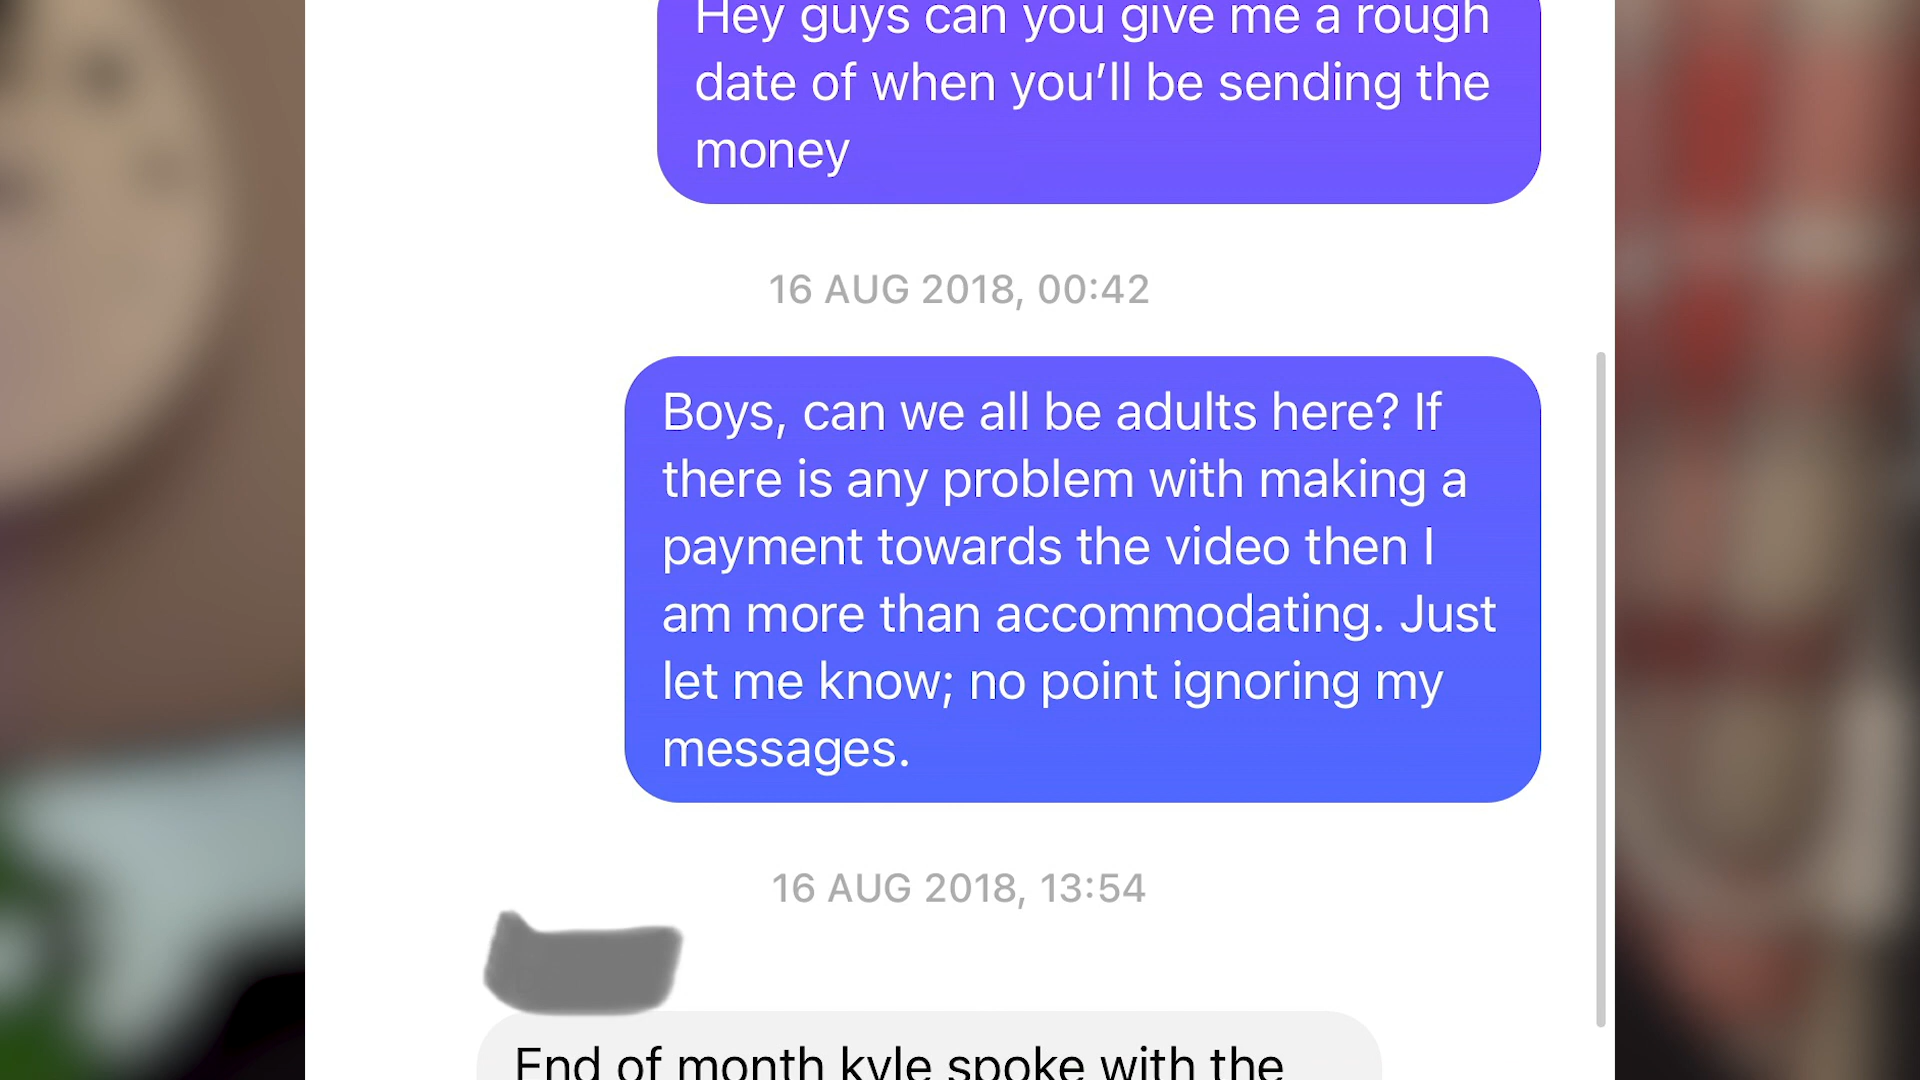 Hey guys can you give me a rough
date of when you’ll be sending the
money
16 AUG 2018, 00:42
Boys, can we all be adults here? If
there is any problem with making a
payment towards the video then I
am more than accommodating. Just
let me know; no point ignoring my
messages.
16 AUG 2018, 13:54
End of month kyle spoke with the